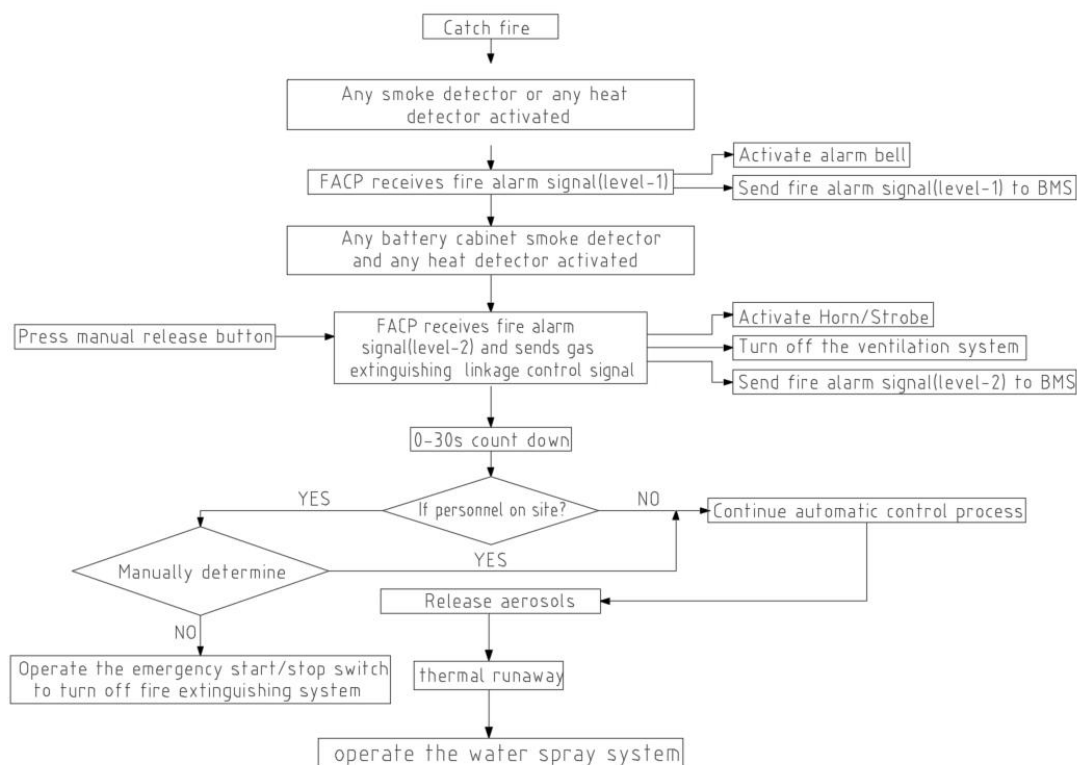 Catch fire
Any smoke detector or any heat
detector activated
Activate alarm bell
FACP receives fire alarm signal(level-1)
Send fire alarm signal(level-1) to BMS
Any battery cabinet smoke detector
and any heat detector activated
Press manual release button
FACP receives fire alarm
signal(level-2) and sends gas
extinguishing linkage control signal
Activate Horn/Strobe
Turn off the ventilation system
Send fire alarm signal(level-2) to BMS
0-30s count down
YES
If personnel on site?
NO
Continue automatic control process
Manually determine
YES
NO
Release aerosols
Operate the emergency start/stop switch
to turn off fire extinguishing system
thermal runaway
operate the water spray system